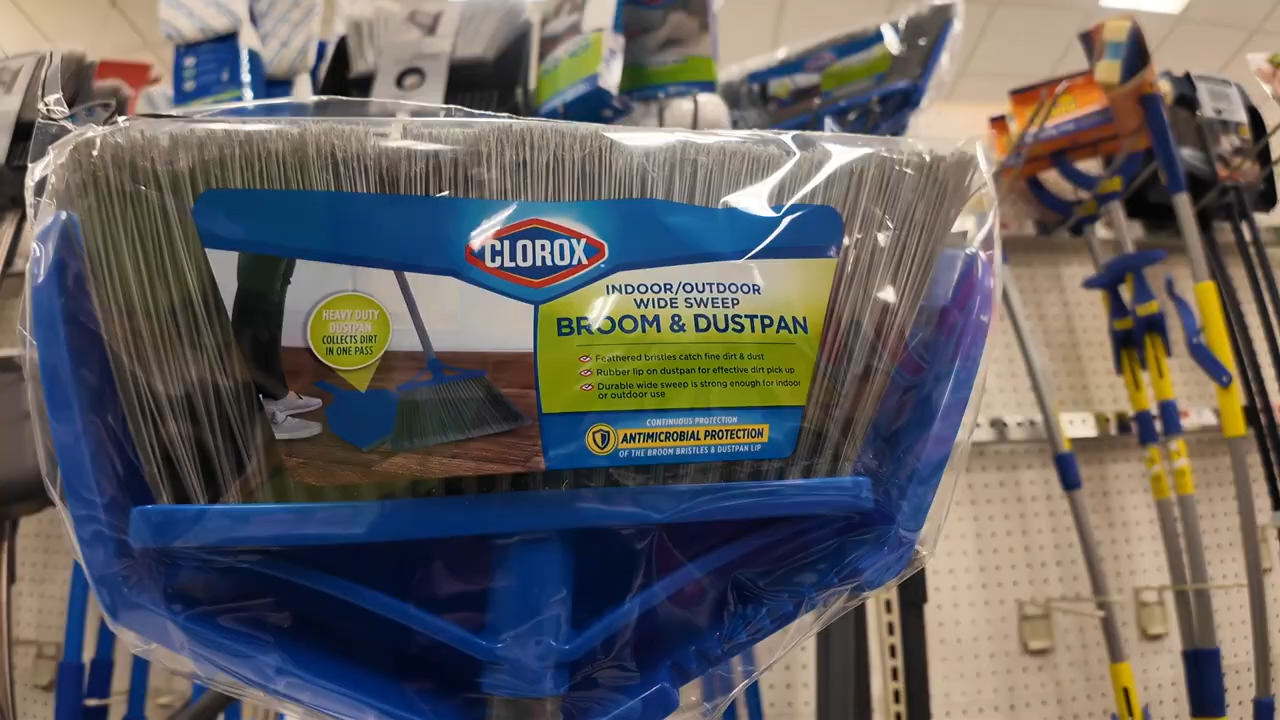 CLOROX
INDOOR/OUTDOOR
WIDE SWEEP
BROOM & DUSTPAN
HEAVY DUTY
DUSTPAN
COLLECTS DIRT
IN ONE PASS
Feathered bristles catch fine dirt & dust
Rubber lip on dustpan for effective dirt pick up
Durable wide sweep is strong enough for indoor
or outdoor use
CONTINUOUS PROTECTION
ANTIMICROBIAL PROTECTION
OF THE BROOM BRISTLES & DUSTPAN LIP